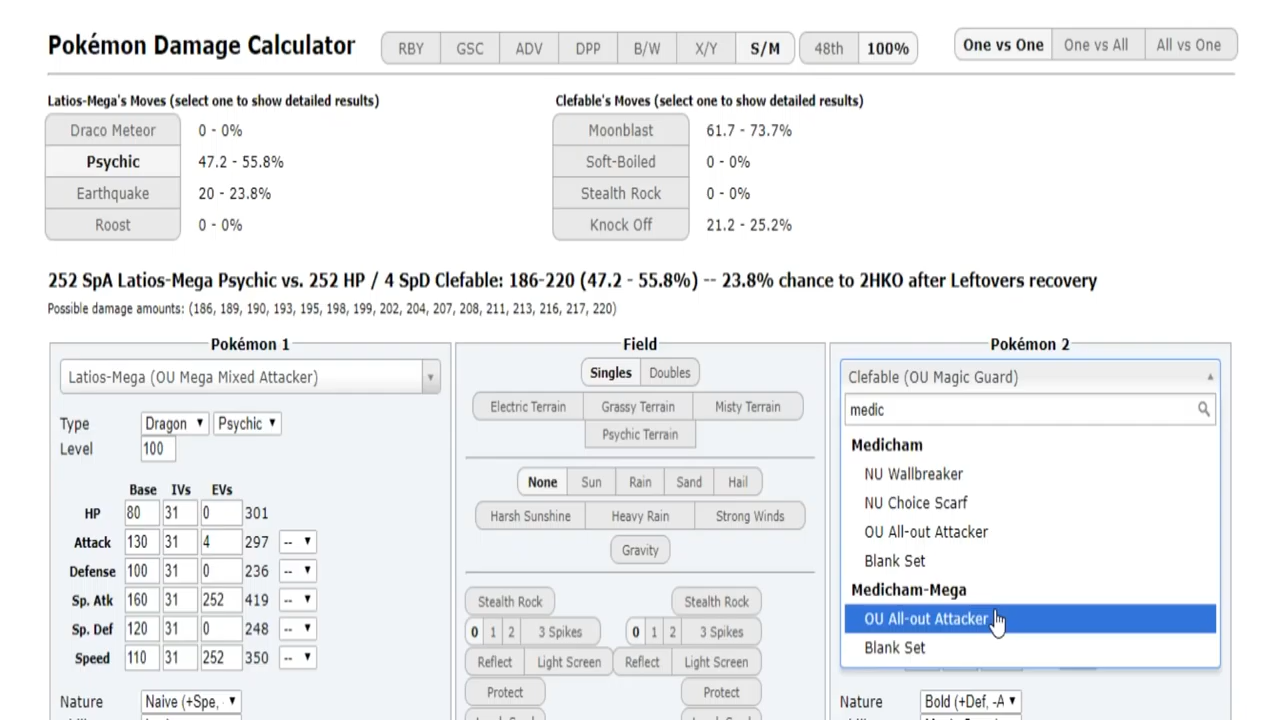 Pokémon Damage Calculator RBY GSC ADV DPP B/W X/Y S/M 48th 100% One vs One One vs All All vs One
Latios-Mega's Moves (select one to show detailed results) Clefable's Moves (select one to show detailed results)
Draco Meteor 0 - 0% Moonblast 61.7 - 73.7%
Psychic 47.2 - 55.8% Soft-Boiled 0 - 0%
Earthquake 20 - 23.8% Stealth Rock 0 - 0%
Roost 0 - 0% Knock Off 21.2 - 25.2%
252 SpA Latios-Mega Psychic vs. 252 HP / 4 SpD Clefable: 186-220 (47.2 - 55.8%) -- 23.8% chance to 2HKO after Leftovers recovery
Possible damage amounts: (186, 189, 190, 193, 195, 198, 199, 202, 204, 207, 208, 211, 213, 216, 217, 220)
Pokémon 1
Latios-Mega (OU Mega Mixed Attacker)
Type Dragon Psychic
Level 100
Base IVs EVs
HP 80 31 0 301
Attack 130 31 4 297 --
Defense 100 31 0 236 --
Sp. Atk 160 31 252 419 --
Sp. Def 120 31 0 248 --
Speed 110 31 252 350 --
Nature Naive (+Spe,
Field
Singles Doubles
Electric Terrain Grassy Terrain Misty Terrain
Psychic Terrain
None Sun Rain Sand Hail
Harsh Sunshine Heavy Rain Strong Winds
Gravity
Stealth Rock Stealth Rock
0 1 2 3 Spikes 0 1 2 3 Spikes
Reflect Light Screen Reflect Light Screen
Protect Protect
Pokémon 2
Clefable (OU Magic Guard)
medic
Medicham
NU Wallbreaker
NU Choice Scarf
OU All-out Attacker
Blank Set
Medicham-Mega
OU All-out Attacker
Blank Set
Nature Bold (+Def, -A